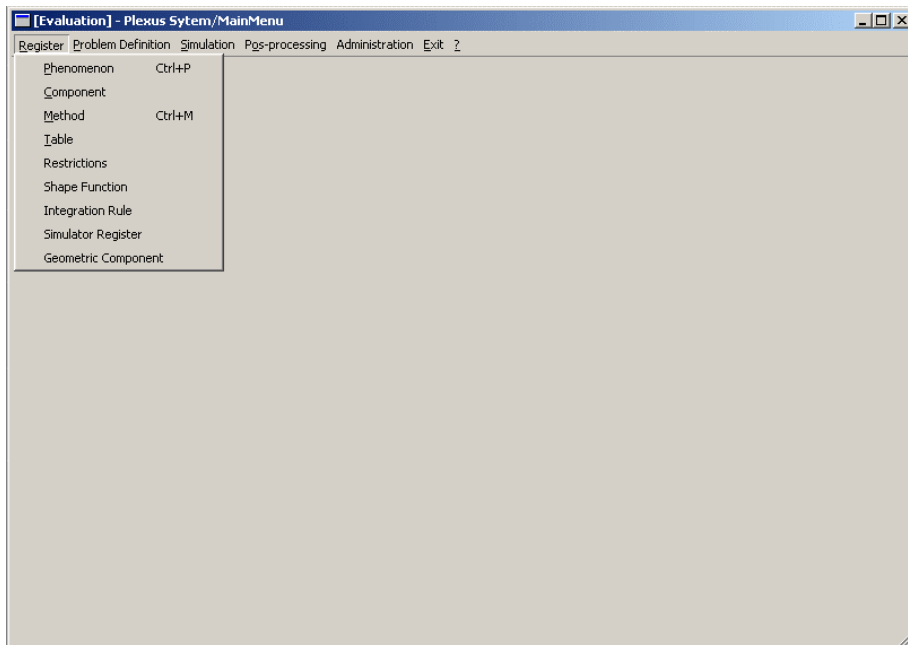 [Evaluation] - Plexus Sytem/MainMenu
Register Problem Definition Simulation Pos-processing Administration Exit ?
Phenomenon Ctrl+P
Component
Method Ctrl+M
Table
Restrictions
Shape Function
Integration Rule
Simulator Register
Geometric Component